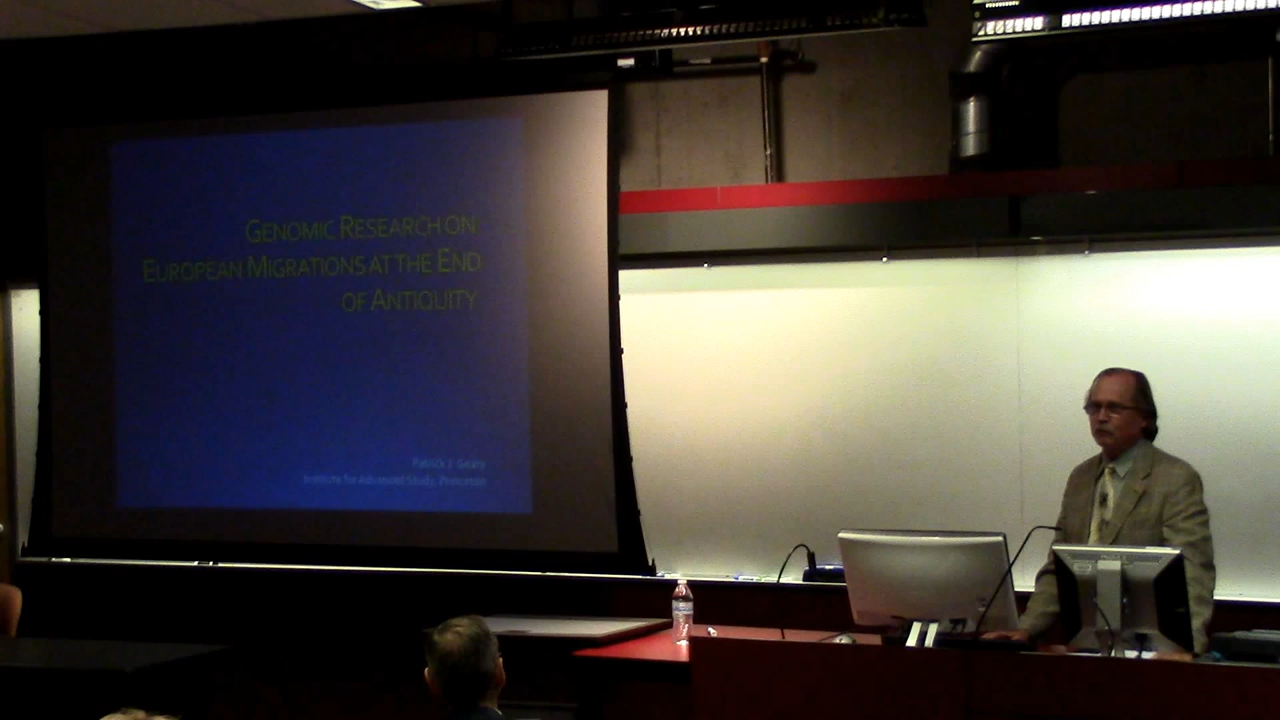 GENOMIC RESEARCH ON
EUROPEAN MIGRATIONS AT THE END
OF ANTIQUITY
Patrick J. Geary
Institute for Advanced Study, Princeton